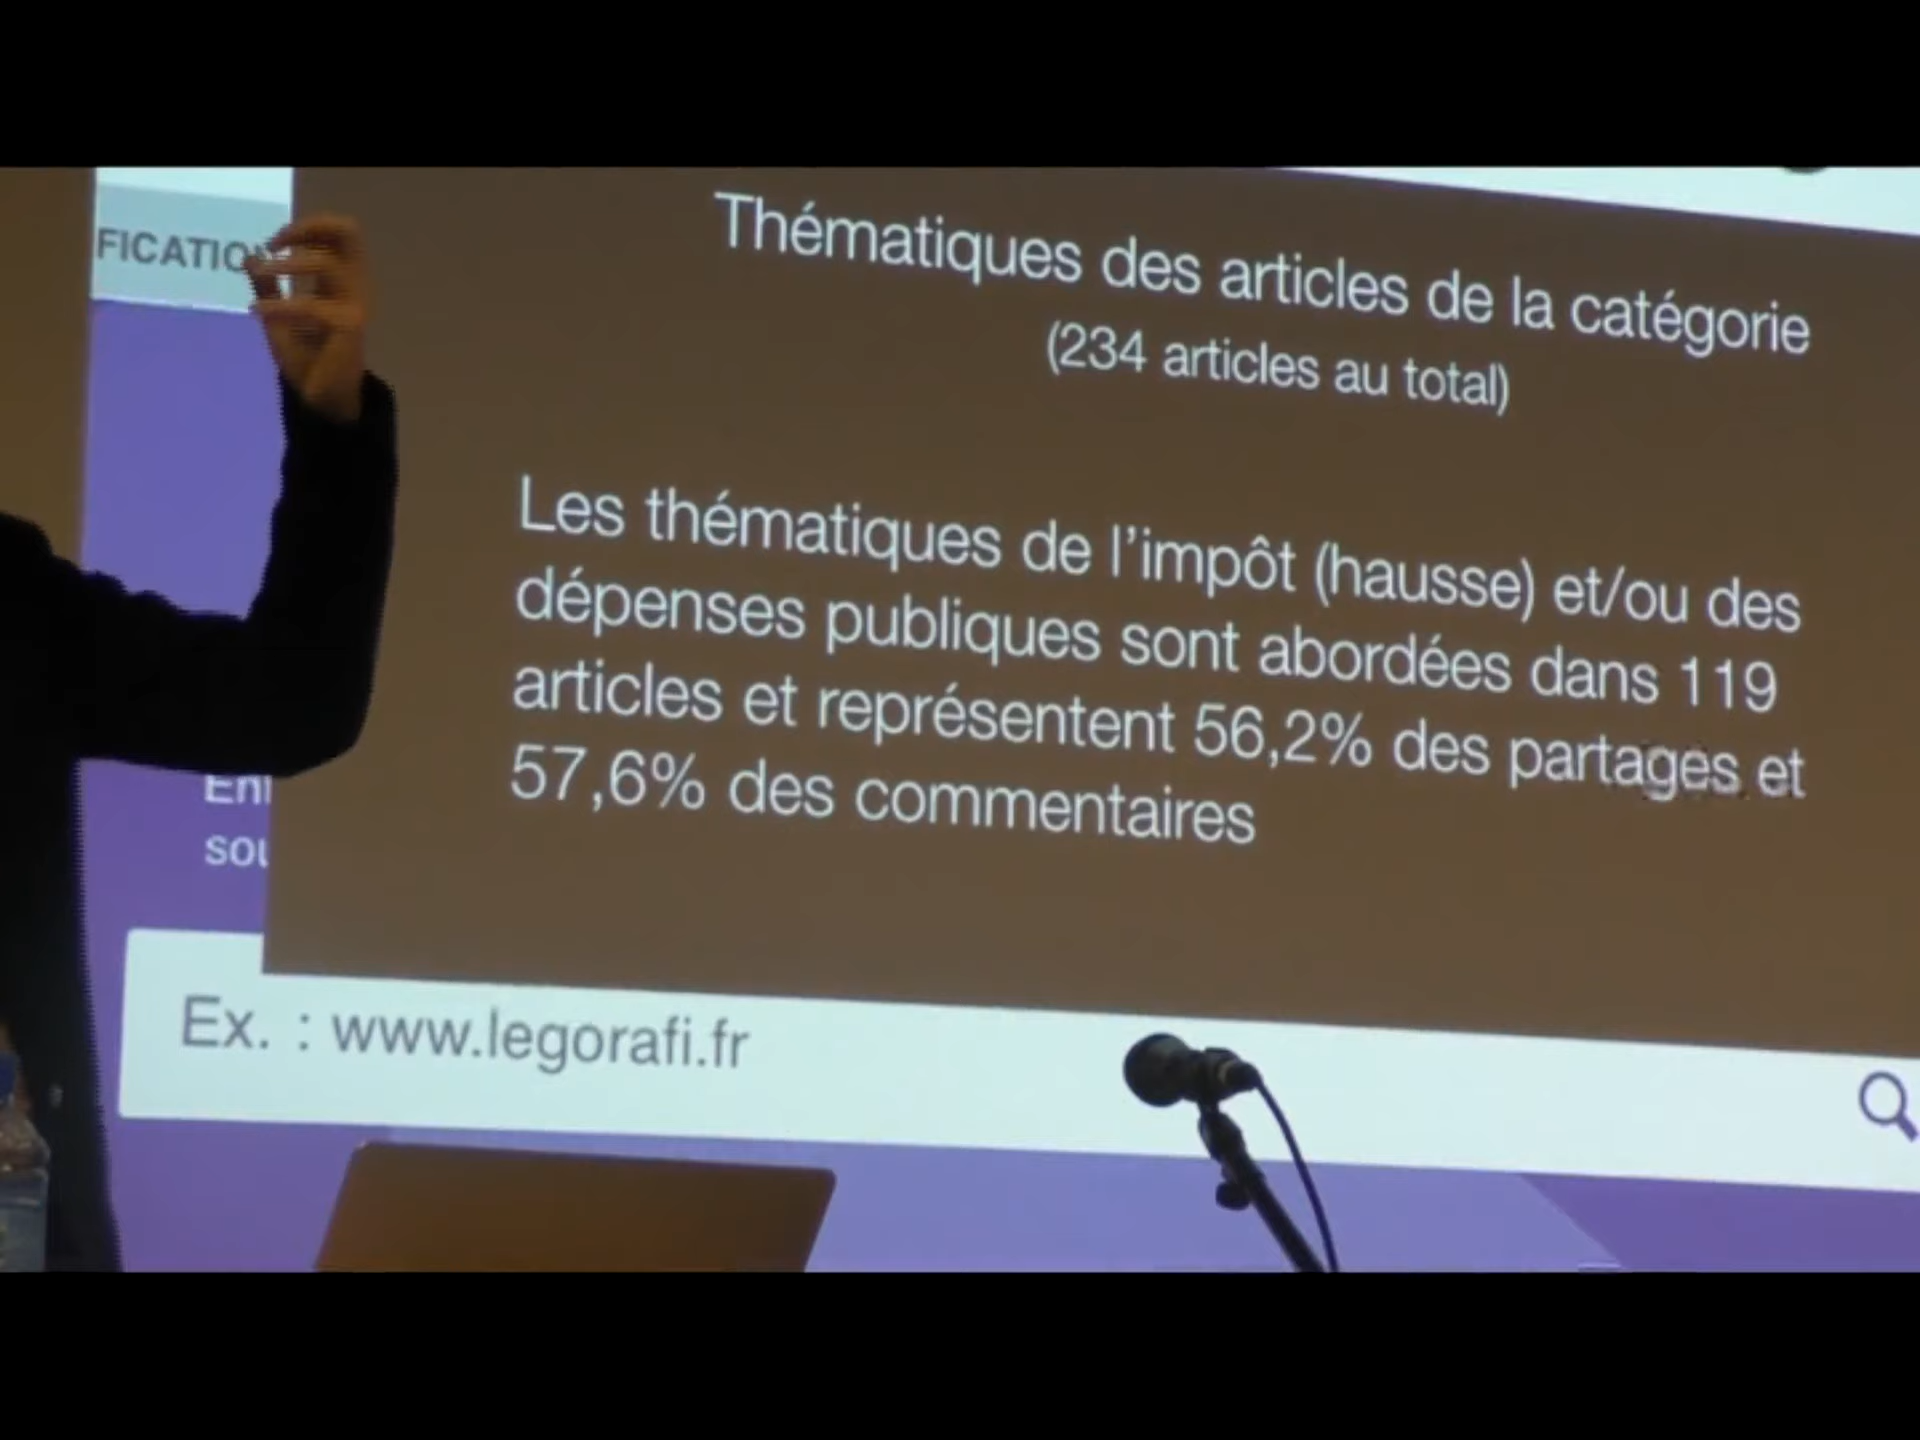 FICATION
Thématiques des articles de la catégorie
(234 articles au total)
Les thématiques de l'impôt (hausse) et/ou des
dépenses publiques sont abordées dans 119
articles et représentent 56,2% des partages et
57,6% des commentaires
Ex. : www.legorafi.fr